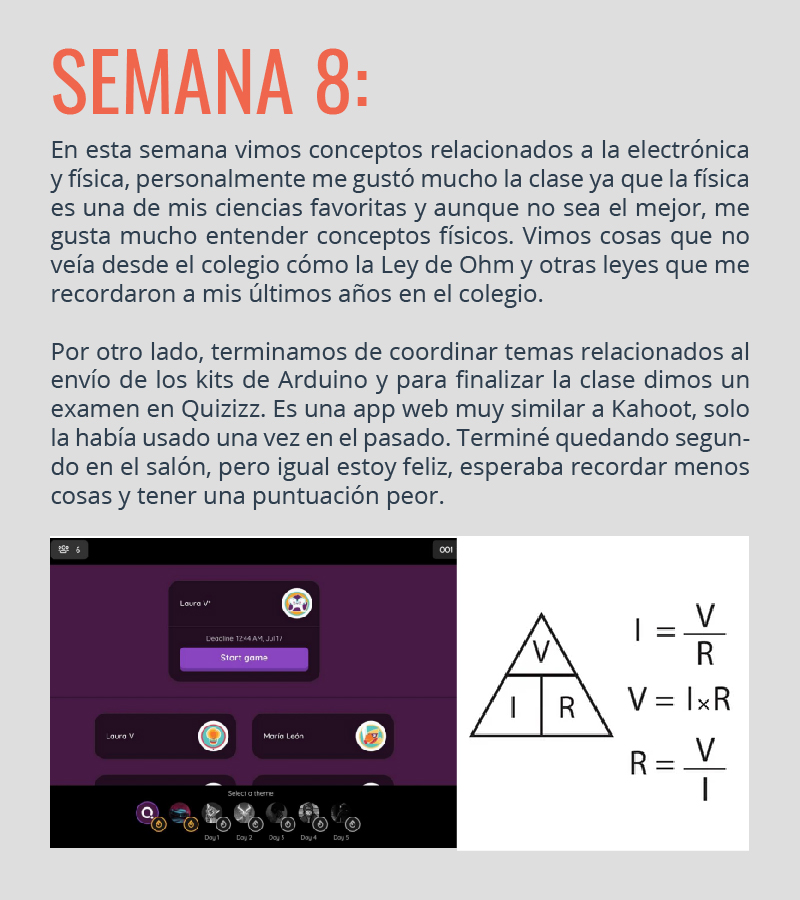 SEMANA 8:
En esta semana vimos conceptos relacionados a la electrónica
y física, personalmente me gustó mucho la clase ya que la física
es una de mis ciencias favoritas y aunque no sea el mejor, me
gusta mucho entender conceptos físicos. Vimos cosas que no
veía desde el colegio cómo la Ley de Ohm y otras leyes que me
recordaron a mis últimos años en el colegio.
Por otro lado, terminamos de coordinar temas relacionados al
envío de los kits de Arduino y para finalizar la clase dimos un
examen en Quizizz. Es una app web muy similar a Kahoot, solo
la había usado una vez en el pasado. Terminé quedando segun-
do en el salón, pero igual estoy feliz, esperaba recordar menos
cosas y tener una puntuación peor.
6
001
Laura V'
Deadline 12:44 AM, Jul 17
Start game
Laura V
María León
Select a theme
Q
Day 1 Day 2 Day 3 Day 4 Day 5
V
I R
I = V
R
V = I x R
R = V
I